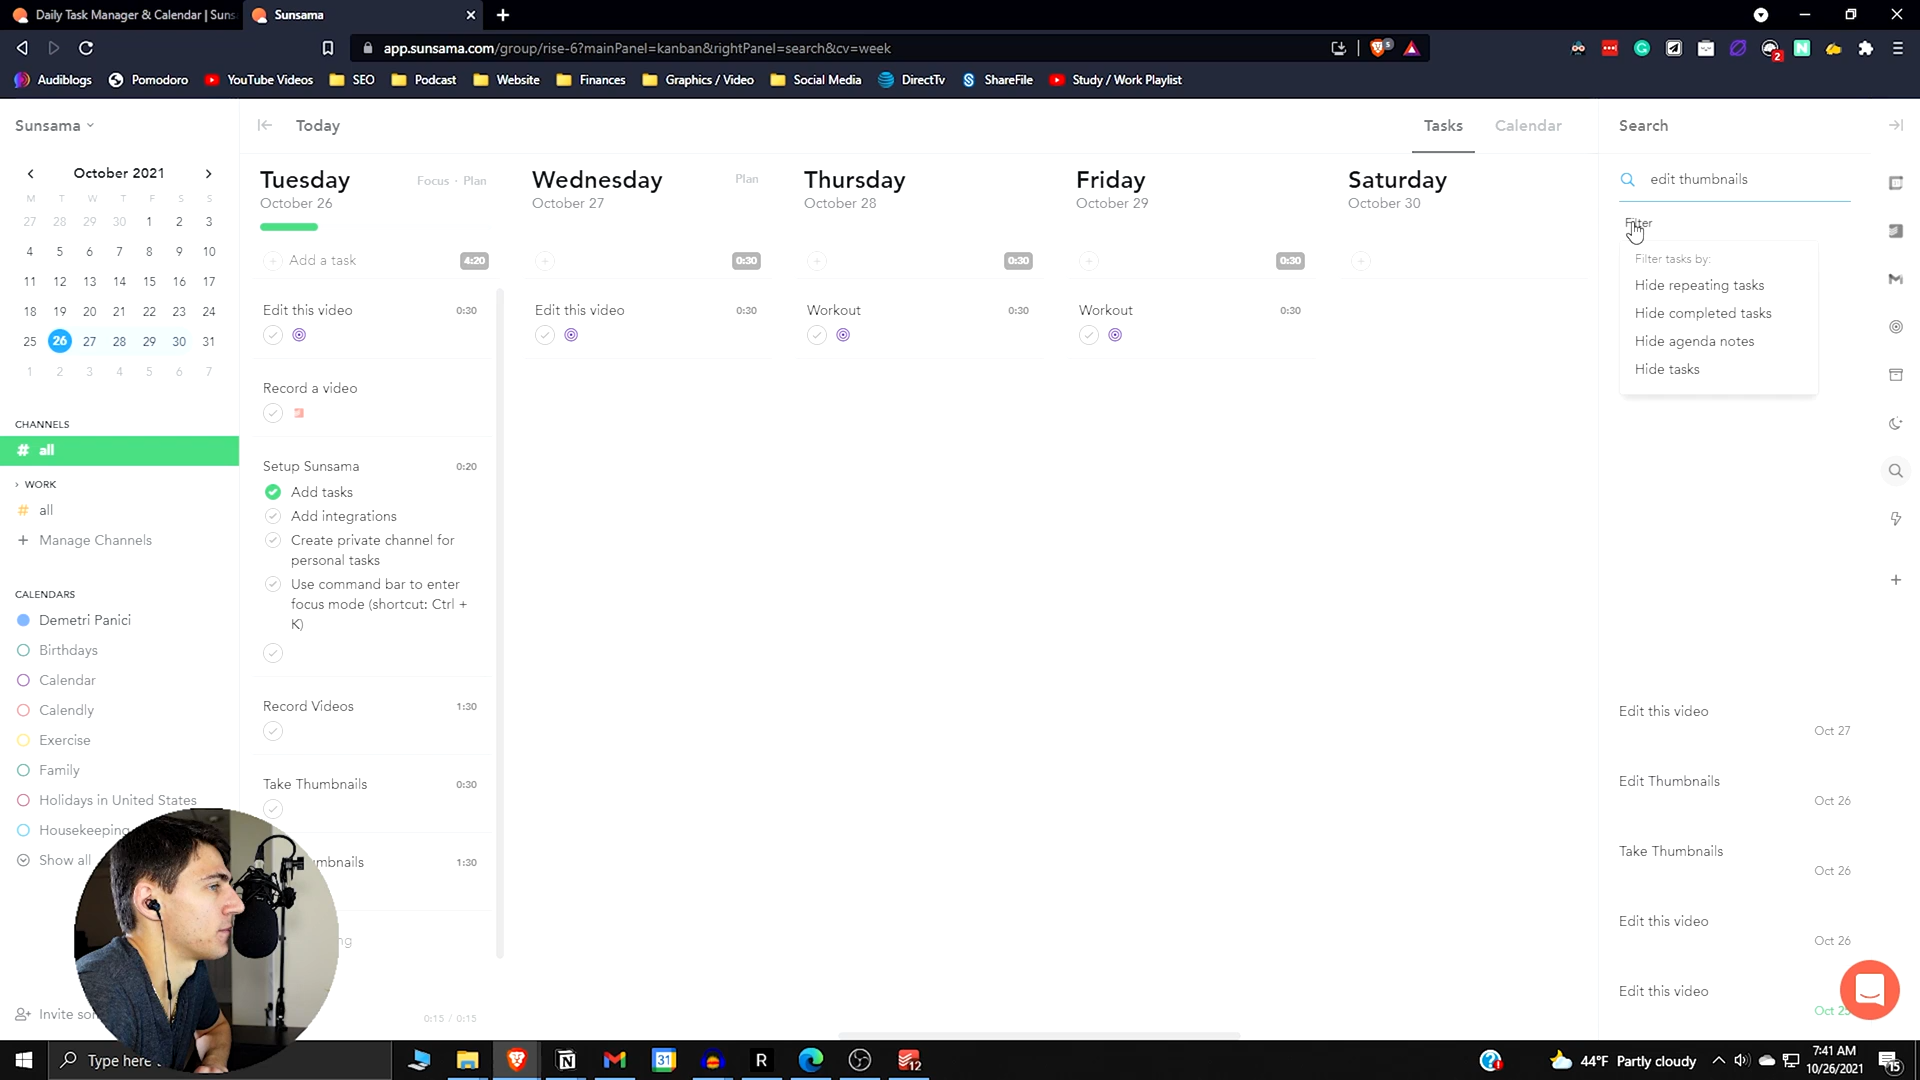 Daily Task Manager & Calendar | Suns
Sunsama
app.sunsama.com/group/rise-6?mainPanel=kanban&rightPanel=search&cv=week
Audiblogs
Pomodoro
YouTube Videos
SEO
Podcast
Website
Finances
Graphics / Video
Social Media
DirectTv
ShareFile
Study / Work Playlist
Sunsama
Today
Tasks
Calendar
Search
October 2021
M T W T F S S
27 28 29 30 1 2 3
4 5 6 7 8 9 10
11 12 13 14 15 16 17
18 19 20 21 22 23 24
25 26 27 28 29 30 31
1 2 3 4 5 6 7
CHANNELS
# all
WORK
# all
+ Manage Channels
CALENDARS
Demetri Panici
Birthdays
Calendar
Calendly
Exercise
Family
Holidays in United States
Housekeeping
Show all
Tuesday
Focus · Plan
October 26
Add a task
4:20
Edit this video
0:30
Record a video
Setup Sunsama
0:20
Add tasks
Add integrations
Create private channel for
personal tasks
Use command bar to enter
focus mode (shortcut: Ctrl +
K)
Record Videos
1:30
Take Thumbnails
0:30
mbnails
1:30
ng
0:15 / 0:15
Wednesday
Plan
October 27
0:30
Edit this video
0:30
Thursday
October 28
0:30
Workout
0:30
Friday
October 29
0:30
Workout
0:30
Saturday
October 30
edit thumbnails
Filter
Filter tasks by:
Hide repeating tasks
Hide completed tasks
Hide agenda notes
Hide tasks
Edit this video
Oct 27
Edit Thumbnails
Oct 26
Take Thumbnails
Oct 26
Edit this video
Oct 26
Edit this video
Oct
Type here
31
R
12
44°F Partly cloudy
7:41 AM
10/26/2021
15